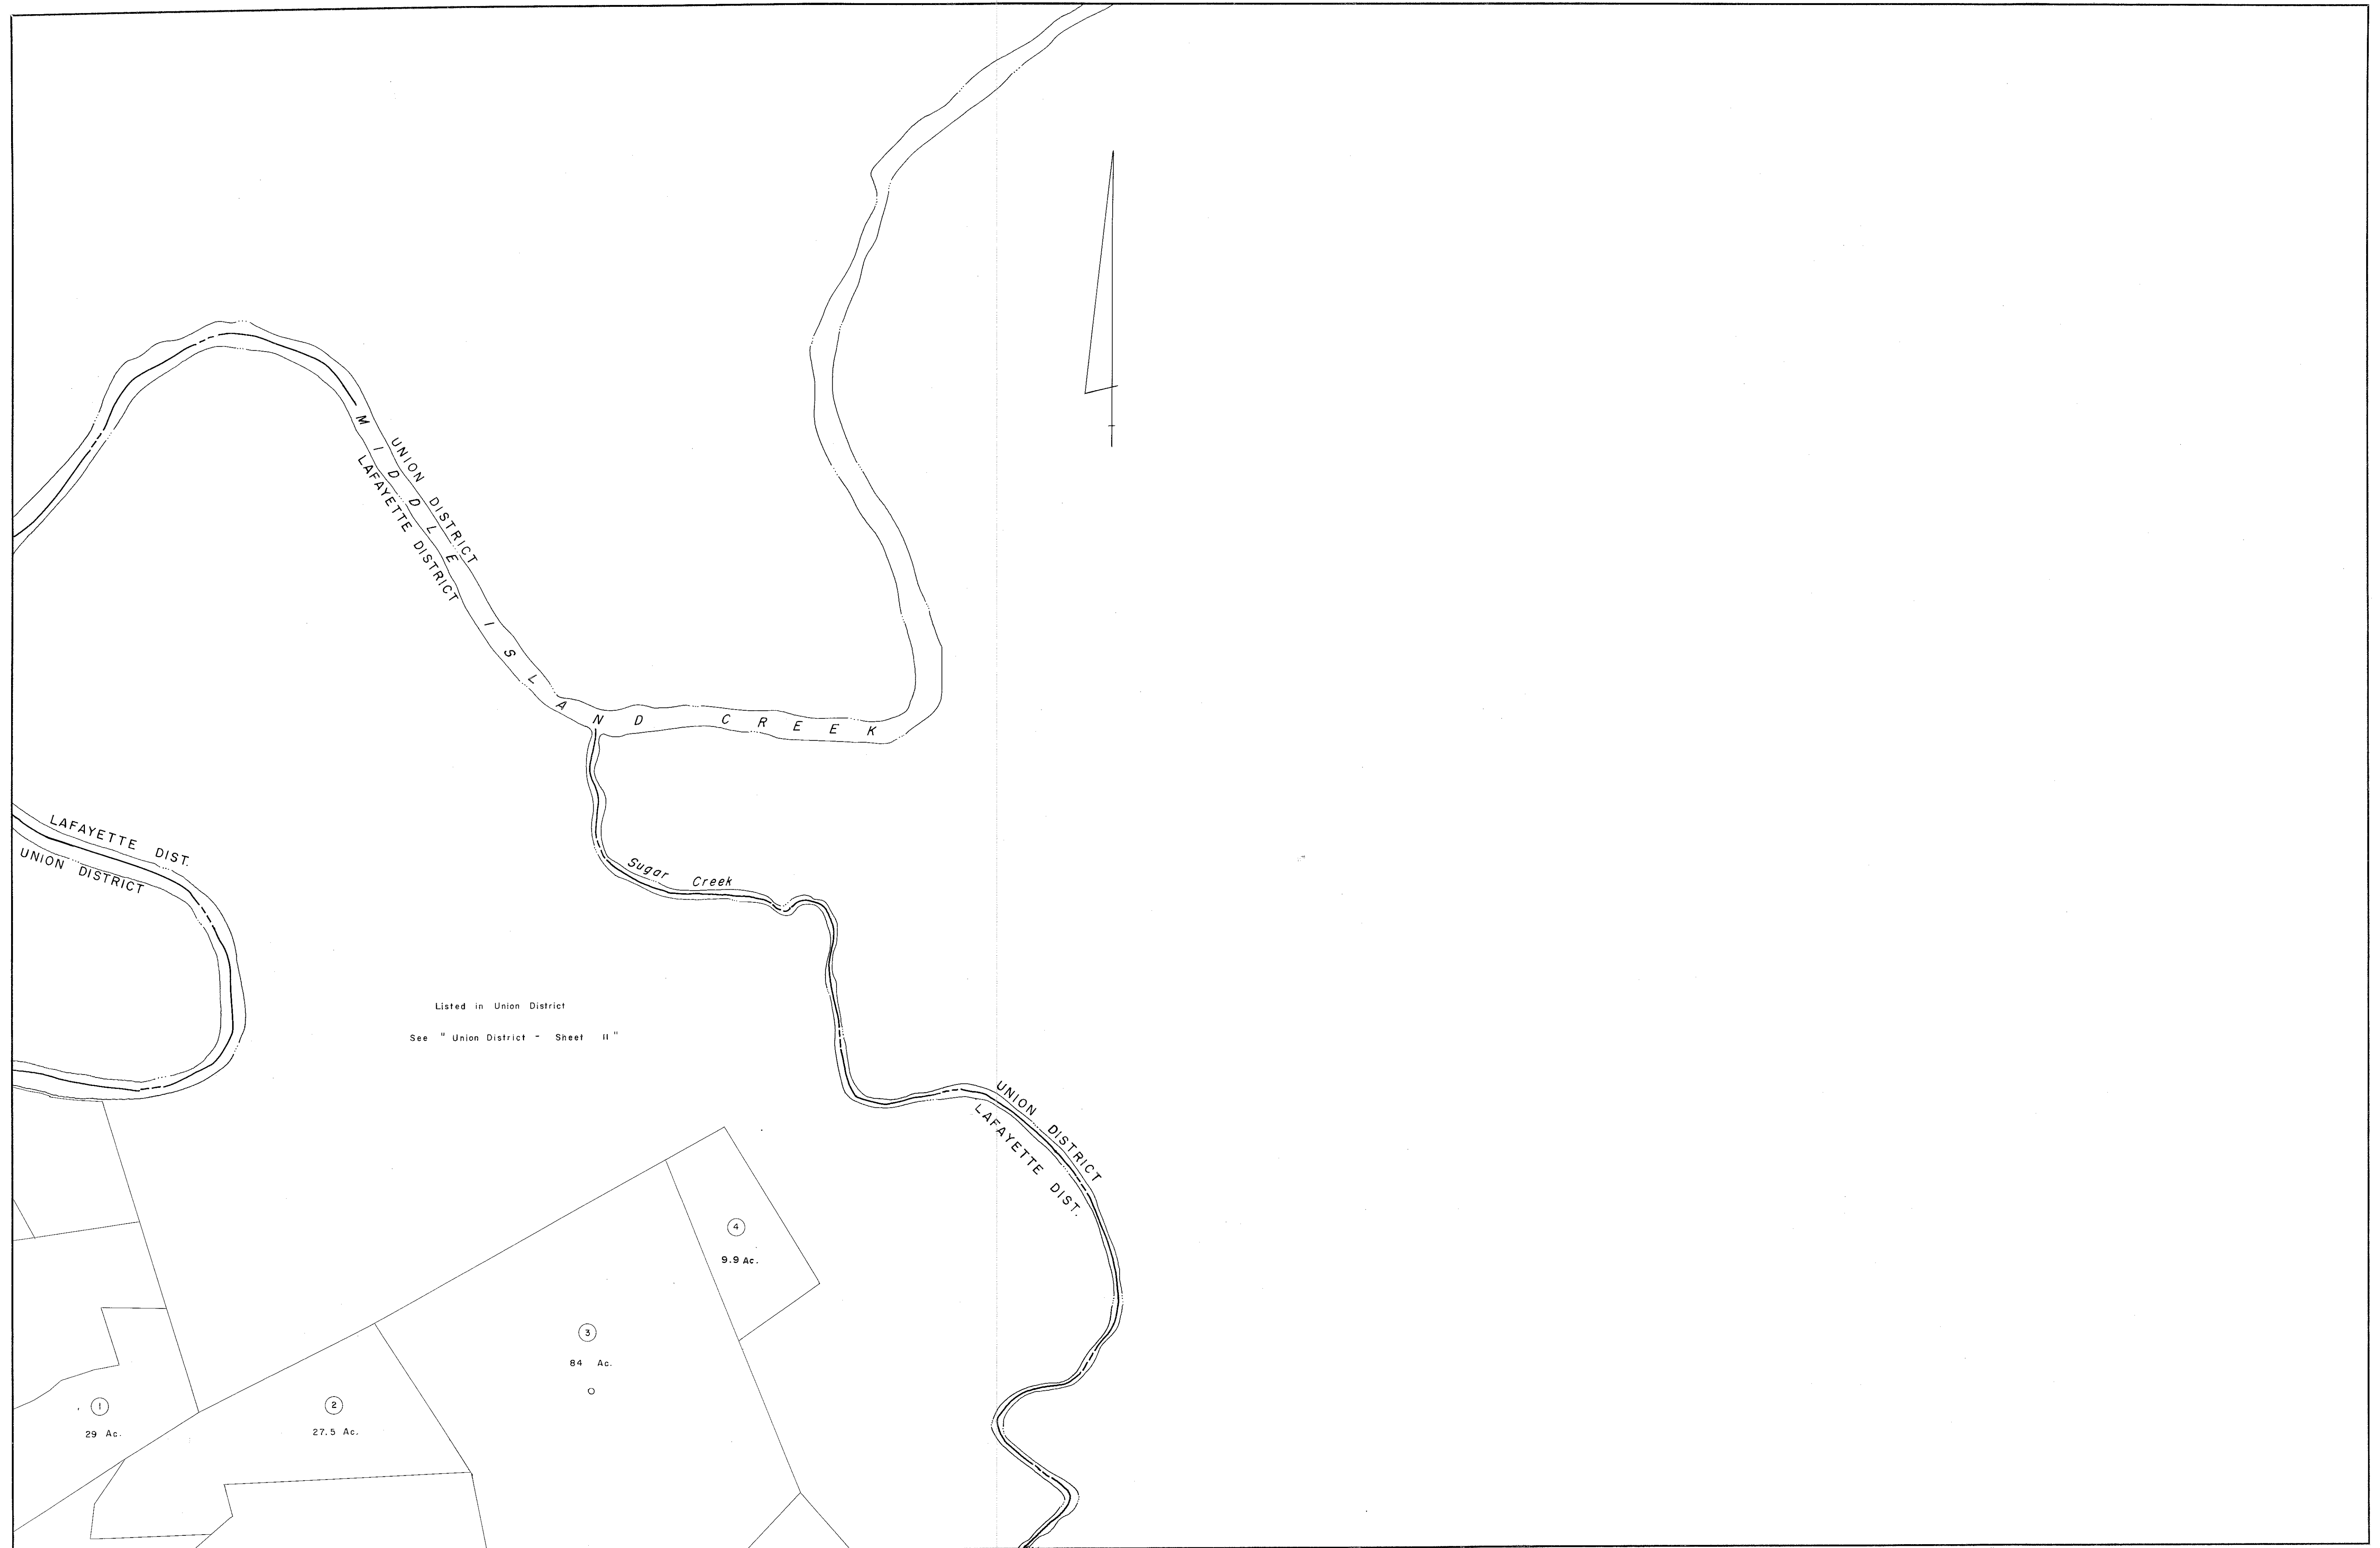 UNION DISTRICT
MIDDLE ISLAND CREEK
LAFAYETTE DISTRICT
LAFAYETTE DIST.
UNION DISTRICT
Sugar Creek
Listed in Union District
See " Union District - Sheet 11 "
UNION DISTRICT
LAFAYETTE DIST.
4
9.9 Ac.
3
84 Ac.
1
29 Ac.
2
27.5 Ac.